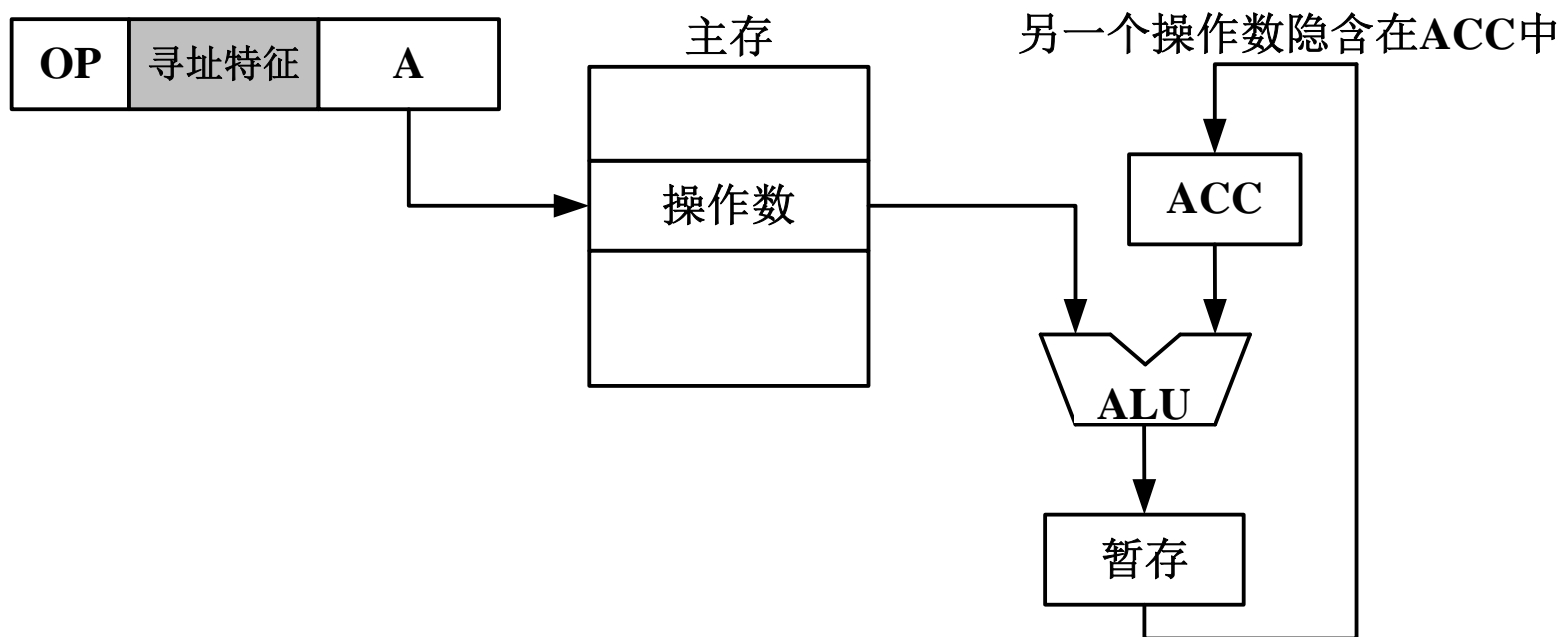 OP 寻址特征 A
主存
另一个操作数隐含在ACC中
操作数
ACC
ALU
暂存